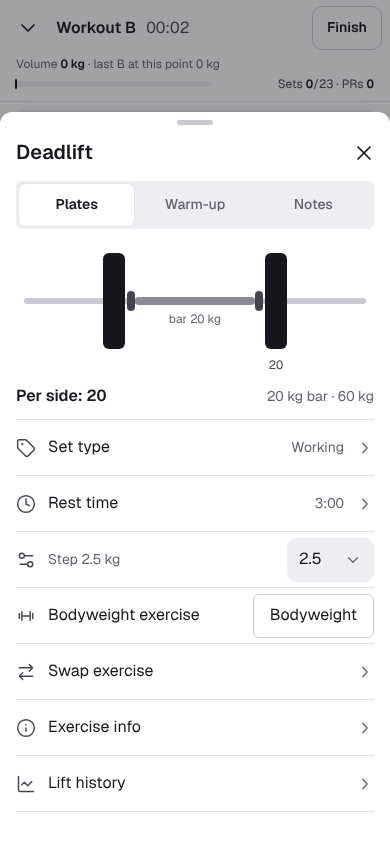 Workout B 00:02
Finish
Volume 0 kg · last B at this point 0 kg
Sets 0/23 · PRs 0
Deadlift
Plates
Warm-up
Notes
bar 20 kg
20
Per side: 20
20 kg bar · 60 kg
Set type
Working
Rest time
3:00
Step 2.5 kg
2.5
Bodyweight exercise
Bodyweight
Swap exercise
Exercise info
Lift history